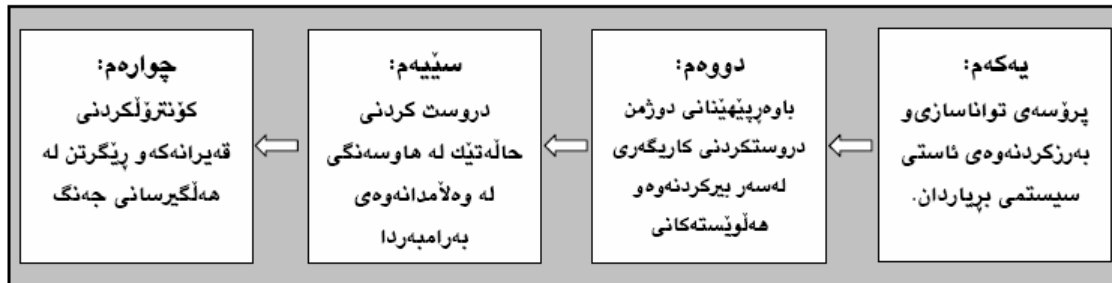 یەکەم:
پرۆسەی تواناسازی و
بەرزکردنەوەی ئاستی
سیستمی بڕیاردان.
دووەم:
باوەڕپێهێنانی دوژمن
دروستکردنی کاریگەری
لەسەر بیرکردنەوەو
هەڵوێستەکانی
سێیەم:
دروست کردنی
حاڵەتێك لە هاوسەنگی
لە وەڵامدانەوەی
بەرامبەردا
چوارەم:
کۆنترۆڵکردنی
قەیرانەکەو ڕێگرتن لە
هەڵگیرسانی جەنگ